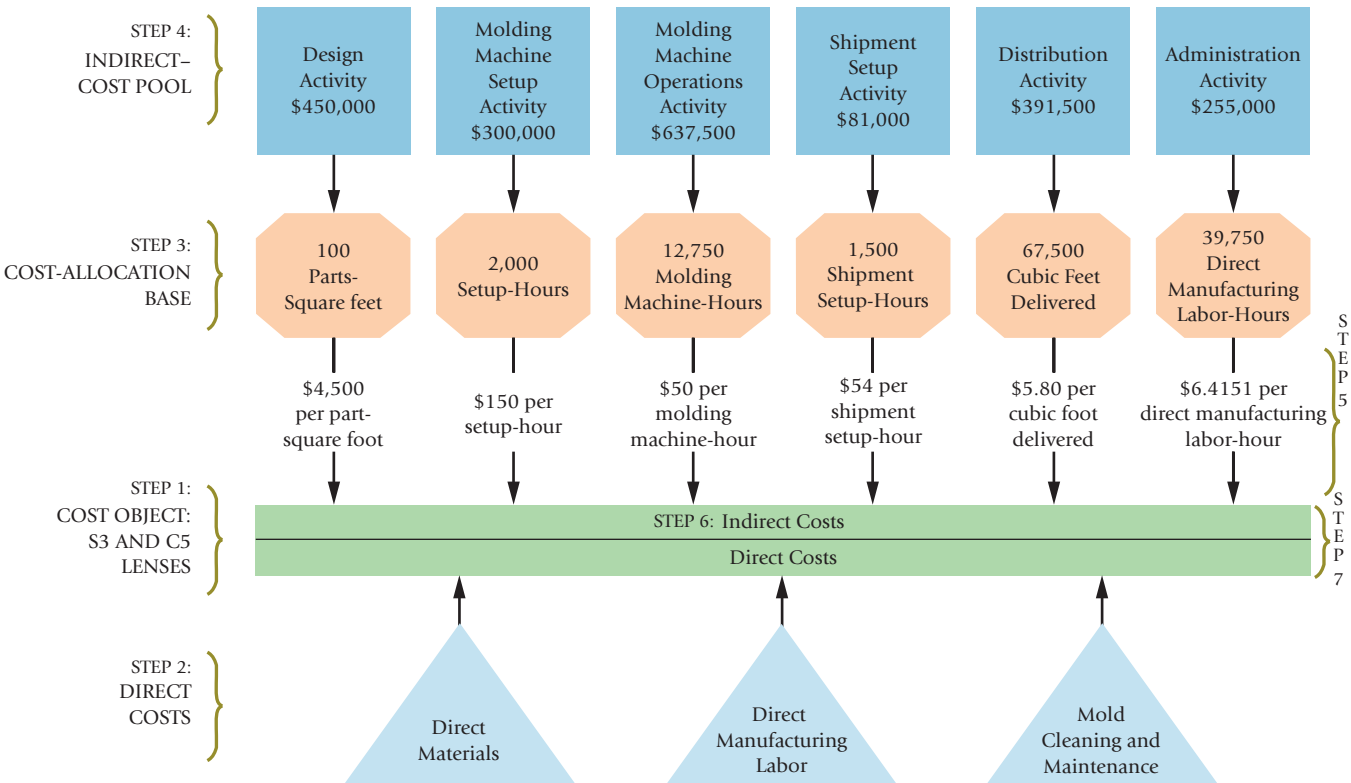 STEP 4:
INDIRECT–
COST POOL
Design
Activity
$450,000
Molding
Machine
Setup
Activity
$300,000
Molding
Machine
Operations
Activity
$637,500
Shipment
Setup
Activity
$81,000
Distribution
Activity
$391,500
Administration
Activity
$255,000
STEP 3:
COST-ALLOCATION
BASE
100
Parts-
Square feet
2,000
Setup-Hours
12,750
Molding
Machine-Hours
1,500
Shipment
Setup-Hours
67,500
Cubic Feet
Delivered
39,750
Direct
Manufacturing
Labor-Hours
$4,500
per part-
square foot
$150 per
setup-hour
$50 per
molding
machine-hour
$54 per
shipment
setup-hour
$5.80 per
cubic foot
delivered
$6.4151 per
direct manufacturing
labor-hour
STEP 5
STEP 1:
COST OBJECT:
S3 AND C5
LENSES
STEP 6: Indirect Costs
Direct Costs
STEP 7
STEP 2:
DIRECT
COSTS
Direct
Materials
Direct
Manufacturing
Labor
Mold
Cleaning and
Maintenance